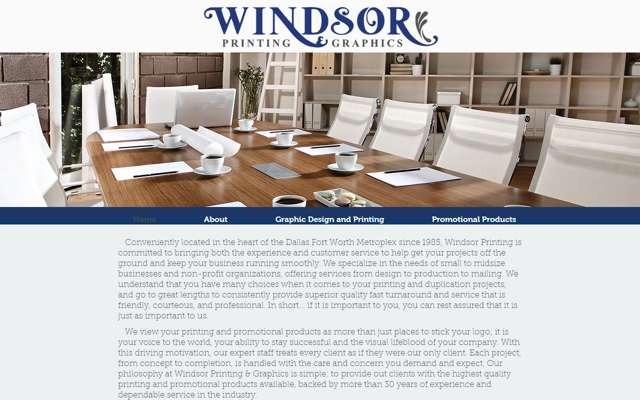 WINDSOR
PRINTING & GRAPHICS
Home About Graphic Design and Printing Promotional Products
Conveniently located in the heart of the Dallas Fort Worth Metroplex since 1985, Windsor Printing is
committed to bringing both the experience and customer service to help get your projects off the
ground and keep your business running smoothly. We specialize in the needs of small to midsize
businesses and non-profit organizations, offering services from design to production to mailing. We
understand that you have many choices when it comes to your printing and duplication projects,
and go to great lengths to consistently provide superior quality fast turnaround and service that is
friendly, courteous, and professional. In short... if it is important to you, you can rest assured that it is
just as important to us.
We view your printing and promotional products as more than just places to stick your logo, it is
your voice to the world, your ability to stay successful and the visual lifeblood of your company. With
this driving motivation, our expert staff treats every client as if they were our only client. Each project,
from concept to completion, is handled with the care and concern you demand and expect. Our
philosophy at Windsor Printing & Graphics is simple; to provide out clients with the highest quality
printing and promotional products available, backed by more than 30 years of experience and
dependable service in the industry.